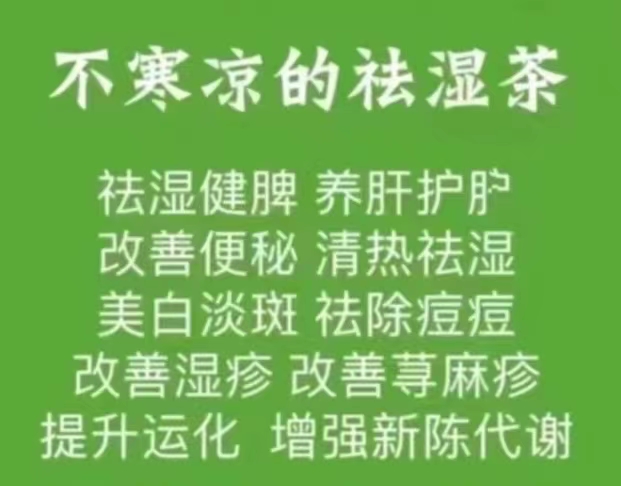 不寒凉的祛湿茶
祛湿健脾 养肝护
改善便秘 清热祛湿
美白淡斑 祛除痘痘
改善湿疹 改善荨麻疹
提升运化 增强新陈代谢